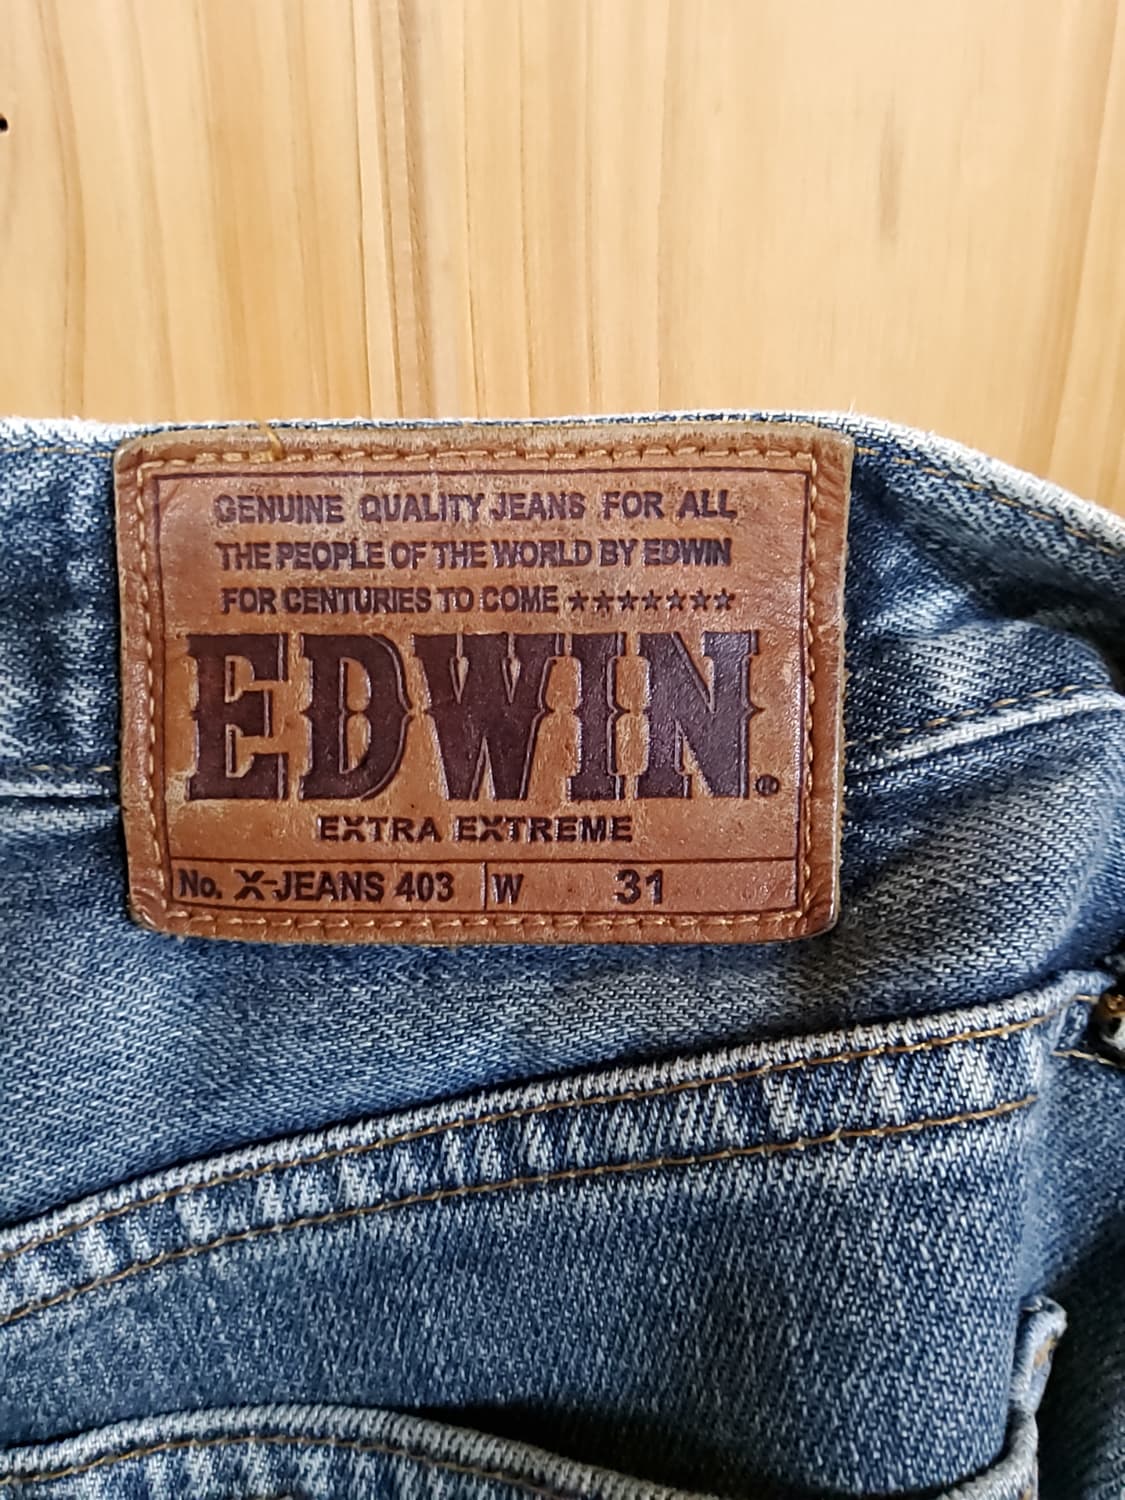 GENUINE QUALITY JEANS FOR ALL
THE PEOPLE OF THE WORLD BY EDWIN
FOR CENTURIES TO COME ★★★★★★★
EDWIN.®
EXTRA EXTREME
No. X-JEANS 403 W 31